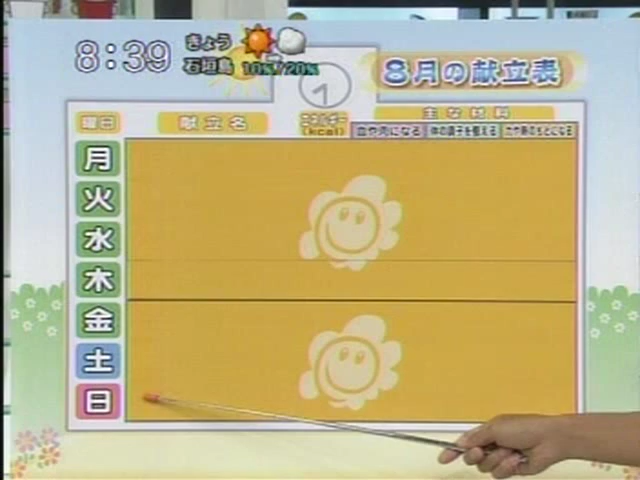 8:39
きょう
石垣島 10%/20%
1
8月の献立表
曜日
献立名
エネルギー
(kcal)
主な材料
血や肉になる
体の調子を整える
力や熱のもとになる
月
火
水
木
金
土
日